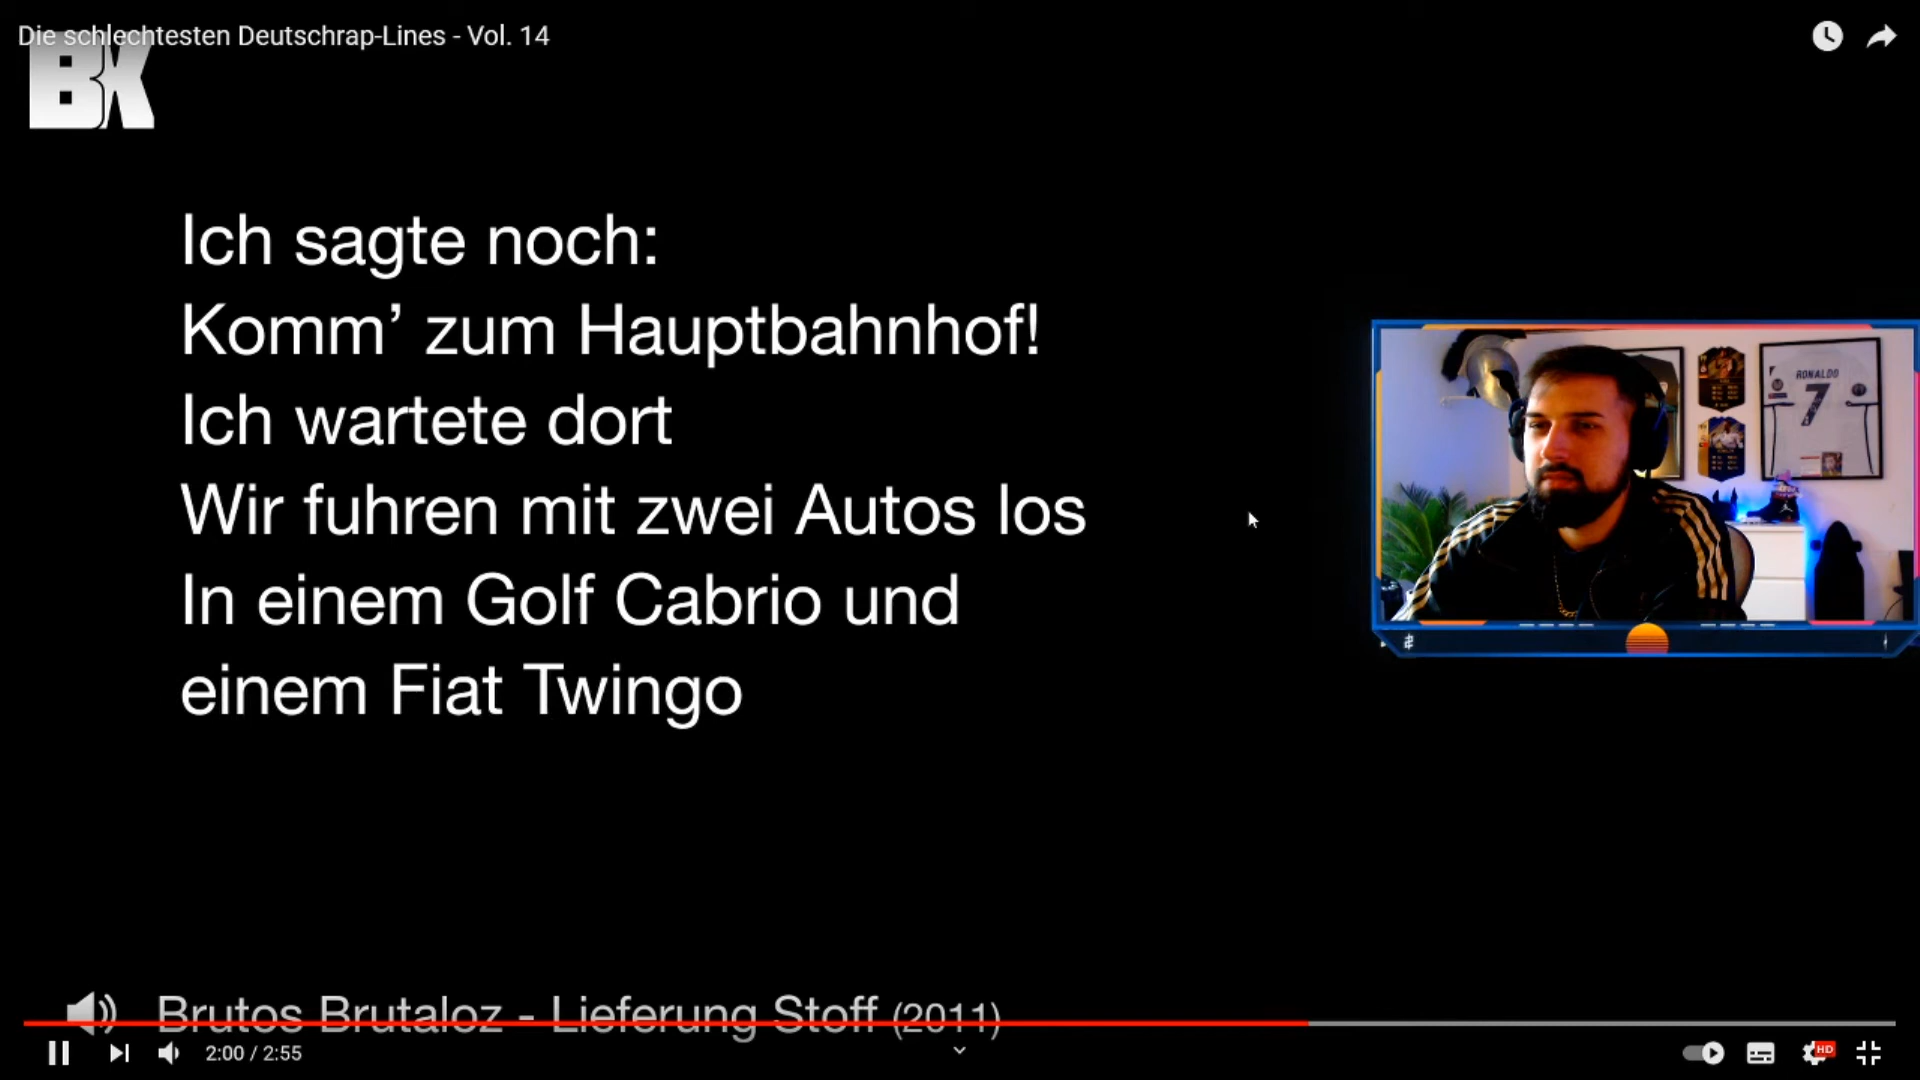 Die schlechtesten Deutschrap-Lines - Vol. 14
BK
Ich sagte noch:
Komm’ zum Hauptbahnhof!
Ich wartete dort
Wir fuhren mit zwei Autos los
In einem Golf Cabrio und
einem Fiat Twingo
RONALDO
7
Brutos Brutaloz - Lieferung Stoff (2011)
2:00 / 2:55
HD